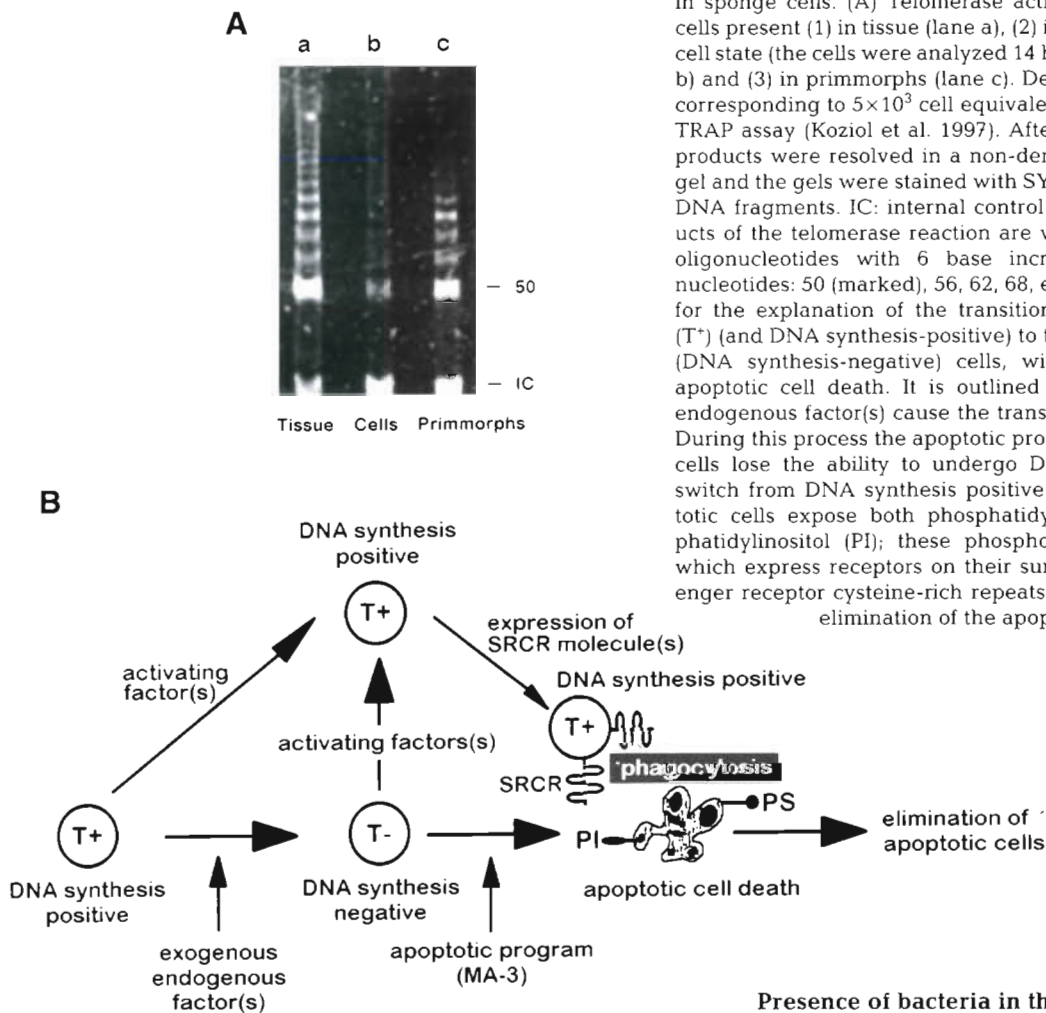 A
a b c
— 50
— IC
Tissue Cells Primmorphs
in sponge cells. (A) Telomerase acti
cells present (1) in tissue (lane a), (2) i
cell state (the cells were analyzed 14 h
b) and (3) in primmorphs (lane c). De
corresponding to 5×10³ cell equivale
TRAP assay (Koziol et al. 1997). Afte
products were resolved in a non-den
gel and the gels were stained with SY
DNA fragments. IC: internal control
ucts of the telomerase reaction are v
oligonucleotides with 6 base incr
nucleotides: 50 (marked), 56, 62, 68, e
for the explanation of the transition
(T⁺) (and DNA synthesis-positive) to t
(DNA synthesis-negative) cells, wi
apoptotic cell death. It is outlined
endogenous factor(s) cause the trans
During this process the apoptotic pro
cells lose the ability to undergo D
switch from DNA synthesis positive
totic cells expose both phosphatidy
phatidylinositol (PI); these phospho
which express receptors on their sur
enger receptor cysteine-rich repeats
elimination of the apop
B
DNA synthesis
positive
T+
activating
factor(s)
expression of
SRCR molecule(s)
DNA synthesis positive
T+
activating factors(s)
SRCR
phagocytosis
PS
T+
T-
PI
elimination of
apoptotic cells
DNA synthesis
positive
DNA synthesis
negative
apoptotic cell death
exogenous
endogenous
factor(s)
apoptotic program
(MA-3)
Presence of bacteria in th